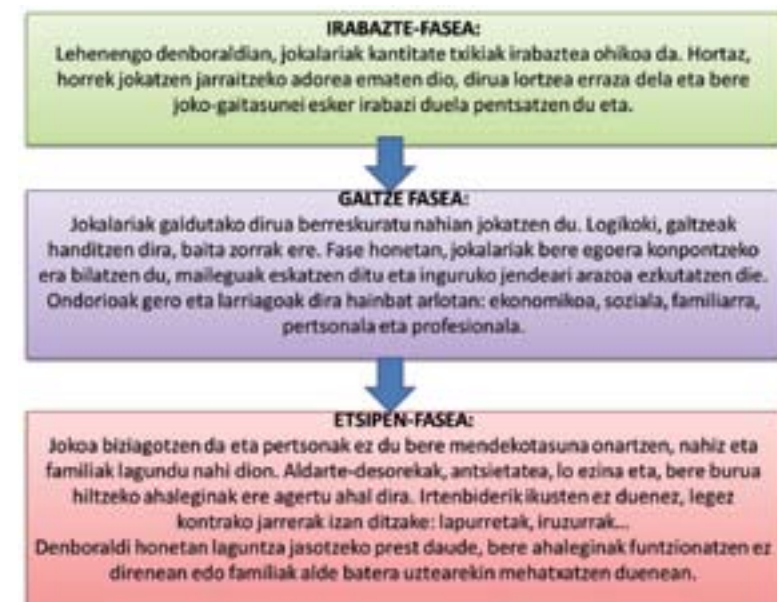 IRABAZTE-FASEA:
Lehenengo denboraldian, jokalariak kantitate txikiak irabaztea ohikoa da. Hortaz,
horrek jokatzen jarraitzeko adorea ematen dio, dirua lortzea erraza dela eta bere
joko-gaitasunei esker irabazi duela pentsatzen du eta.
GALTZE FASEA:
Jokalariak galdutako dirua berreskuratu nahian jokatzen du. Logikoki, galtzeak
handitzen dira, baita zorrak ere. Fase honetan, jokalariak bere egoera konpontzeko
era bilatzen du, maileguak eskatzen ditu eta inguruko jendeari arazoa ezkutatzen die.
Ondorioak gero eta larriagoak dira hainbat arlotan: ekonomikoa, soziala, familiarra,
pertsonala eta profesionala.
ETSIPEN-FASEA:
Jokoa biziagotzen da eta pertsonak ez du bere mendekotasuna onartzen, nahiz eta
familiak lagundu nahi dion. Aldarte-desorekak, antsietatea, lo ezina eta, bere burua
hiltzeko ahaleginak ere agertu ahal dira. Irtenbiderik ikusten ez duenez, legez
kontrako jarrerak izan ditzake: lapurretak, iruzurrak...
Denboraldi honetan laguntza jasotzeko prest daude, bere ahaleginak funtzionatzen ez
direnean edo familiak alde batera uztearekin mehatxatzen duenean.